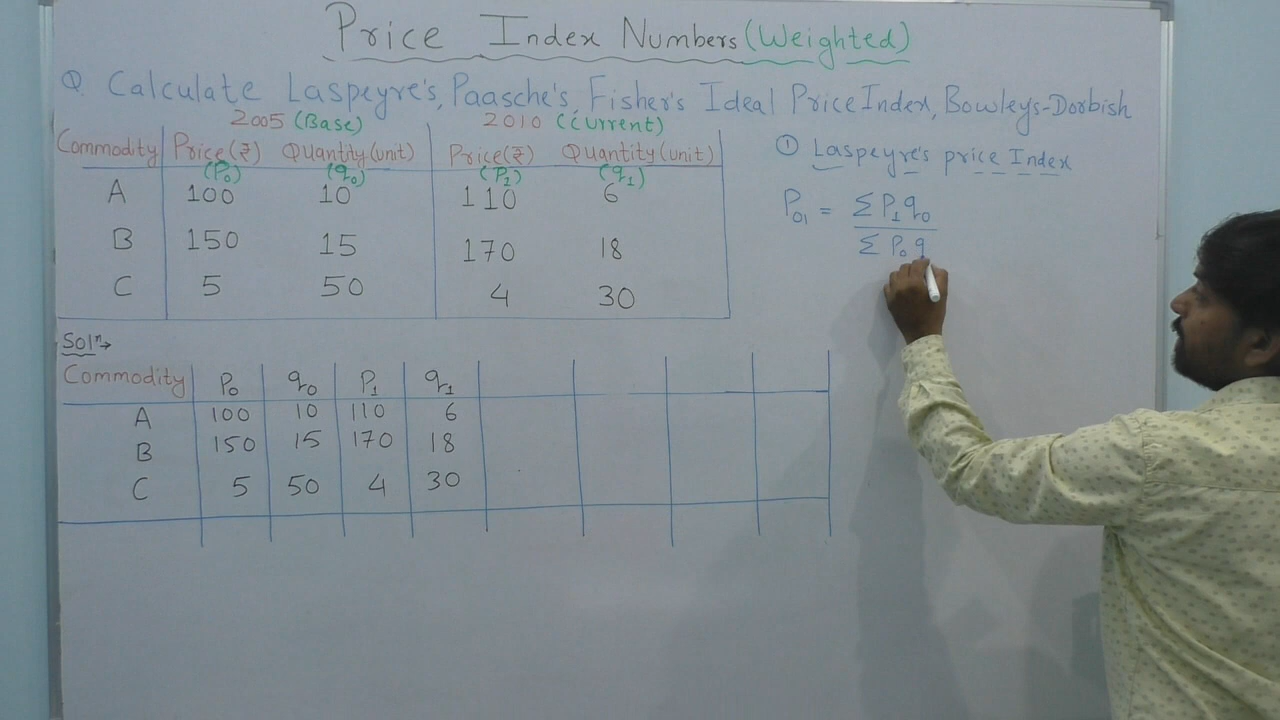 Price Index Numbers (Weighted)
Q Calculate Laspeyre's, Paasche's, Fisher's Ideal Price Index, Bowley's-Dorbish
2005 (Base) 2010 (Current)
Commodity Price(₹) Quantity(unit) Price(₹) Quantity(unit)
(P₀) (q₀) (P₁) (q₁)
A 100 10 110 6
B 150 15 170 18
C 5 50 4 30
① Laspeyre's price Index
P₀₁ = Σ P₁q₀
Σ P₀q
Solⁿ→
Commodity P₀ q₀ P₁ q₁
A 100 10 110 6
B 150 15 170 18
C 5 50 4 30